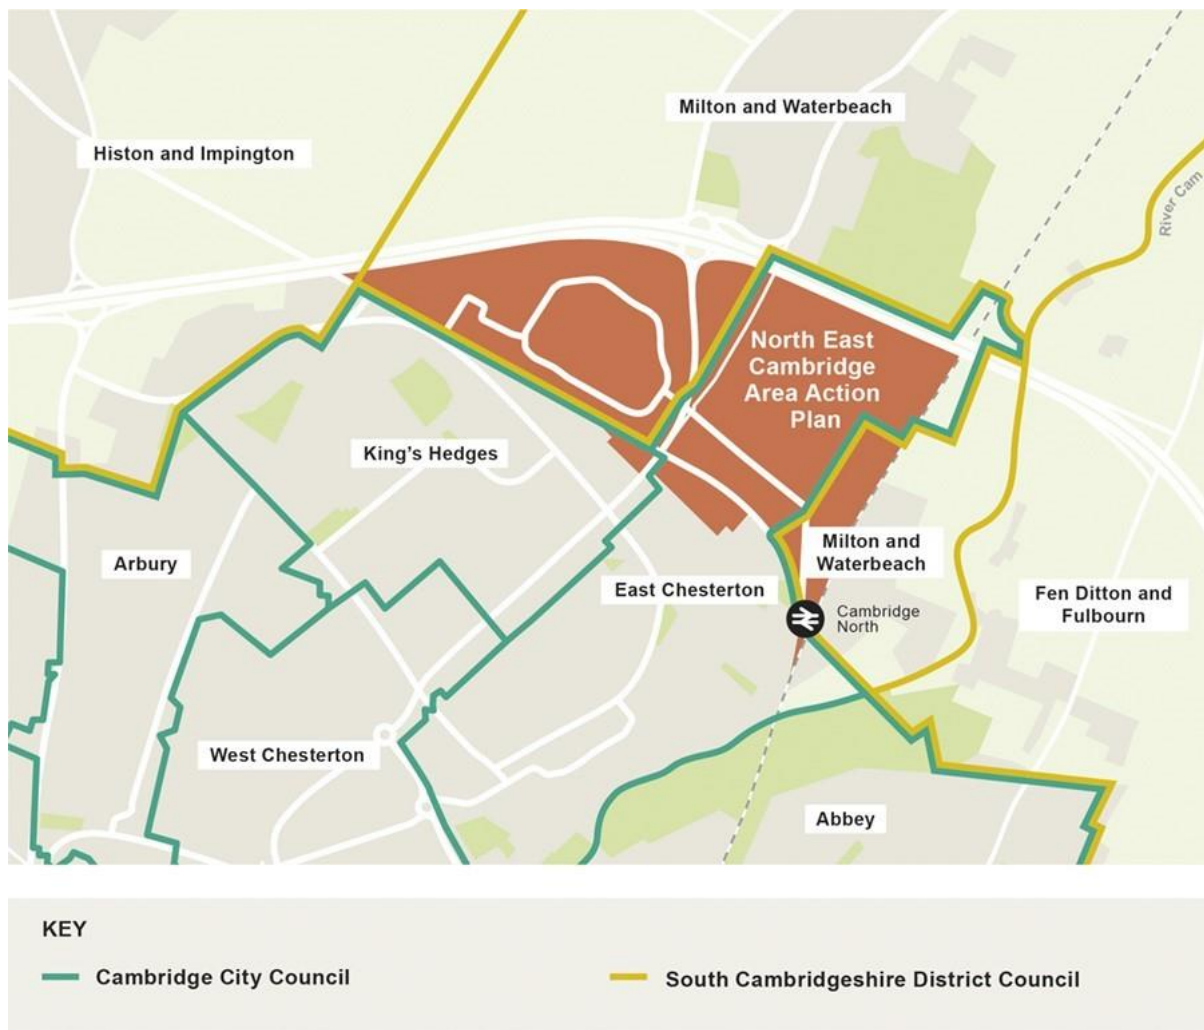 Milton and Waterbeach
Histon and Impington
River Cam
North East
Cambridge
Area Action
Plan
King’s Hedges
Arbury
Milton and
Waterbeach
East Chesterton
Fen Ditton and
Fulbourn
Cambridge
North
West Chesterton
Abbey
KEY
Cambridge City Council
South Cambridgeshire District Council